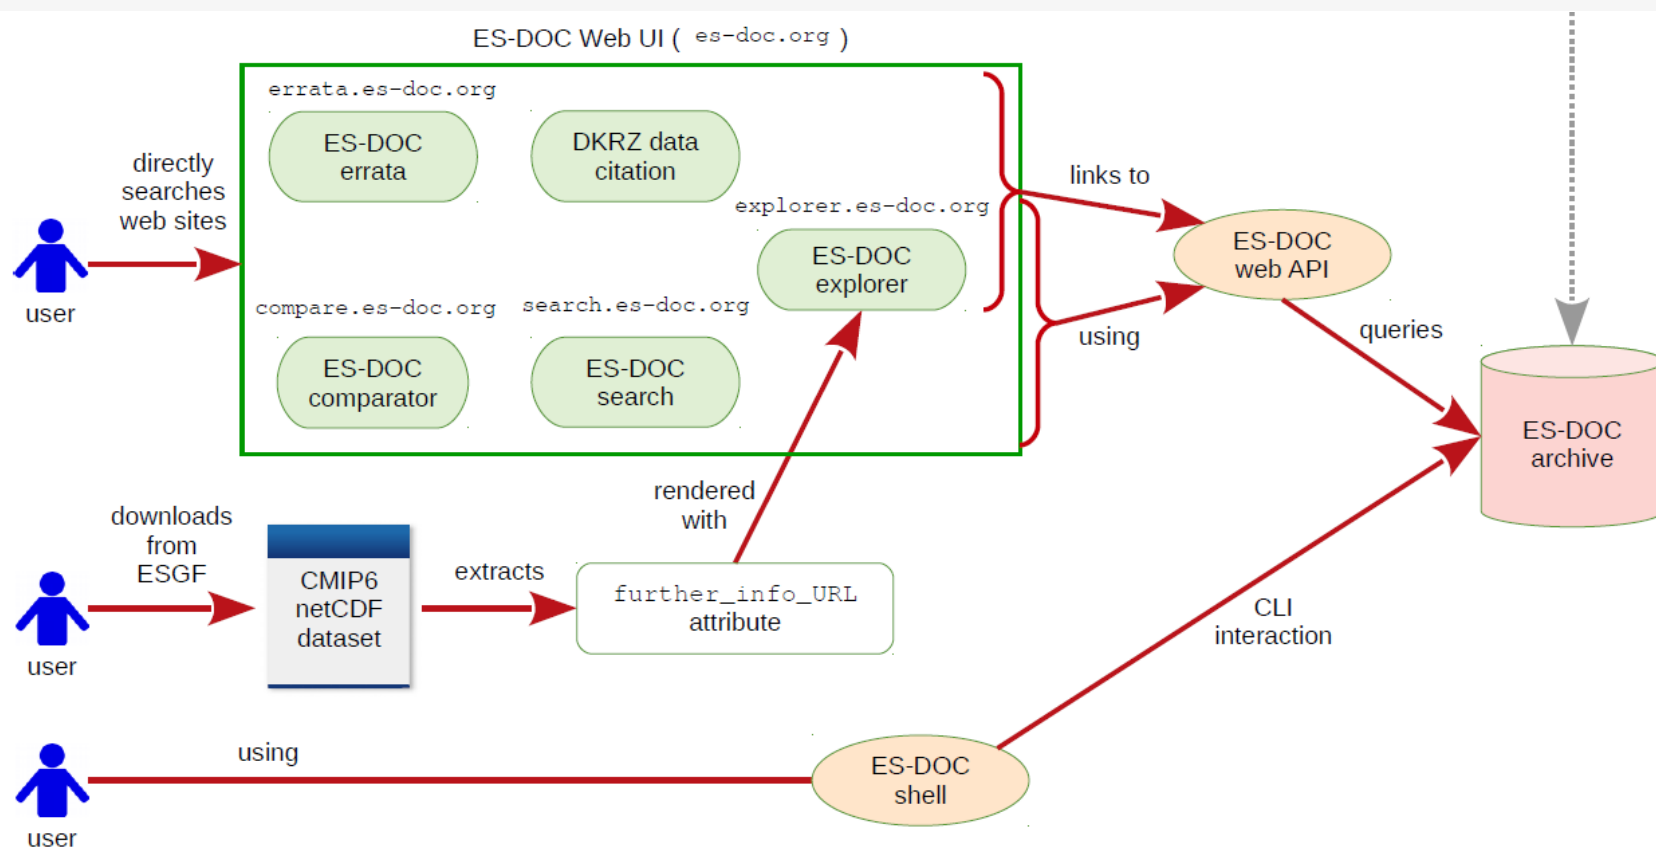 ES-DOC Web UI ( es-doc.org )
errata.es-doc.org
ES-DOC
errata
DKRZ data
citation
directly
searches
web sites
user
explorer.es-doc.org
ES-DOC
explorer
compare.es-doc.org
search.es-doc.org
ES-DOC
comparator
ES-DOC
search
links to
using
ES-DOC
web API
queries
ES-DOC
archive
rendered
with
downloads
from
ESGF
user
CMIP6
netCDF
dataset
extracts
further_info_URL
attribute
CLI
interaction
using
user
ES-DOC
shell